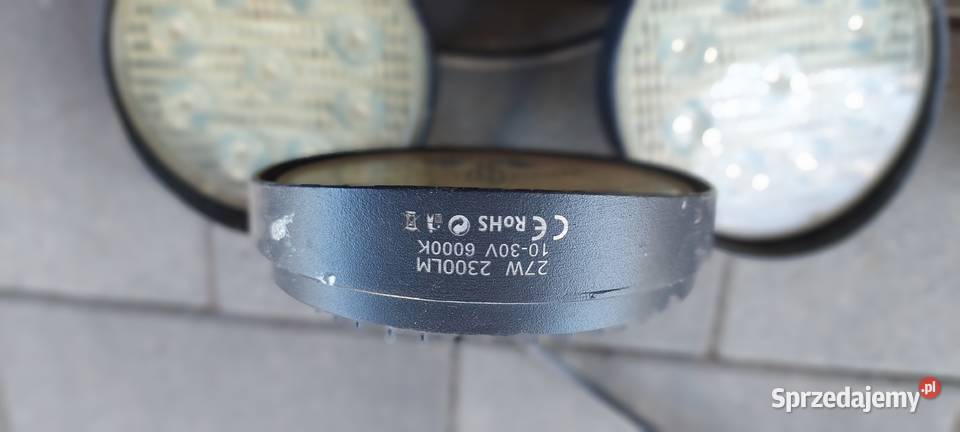 27W 2300LM
10-30V 6000K
CE RoHS
Sprzedajemy.pl